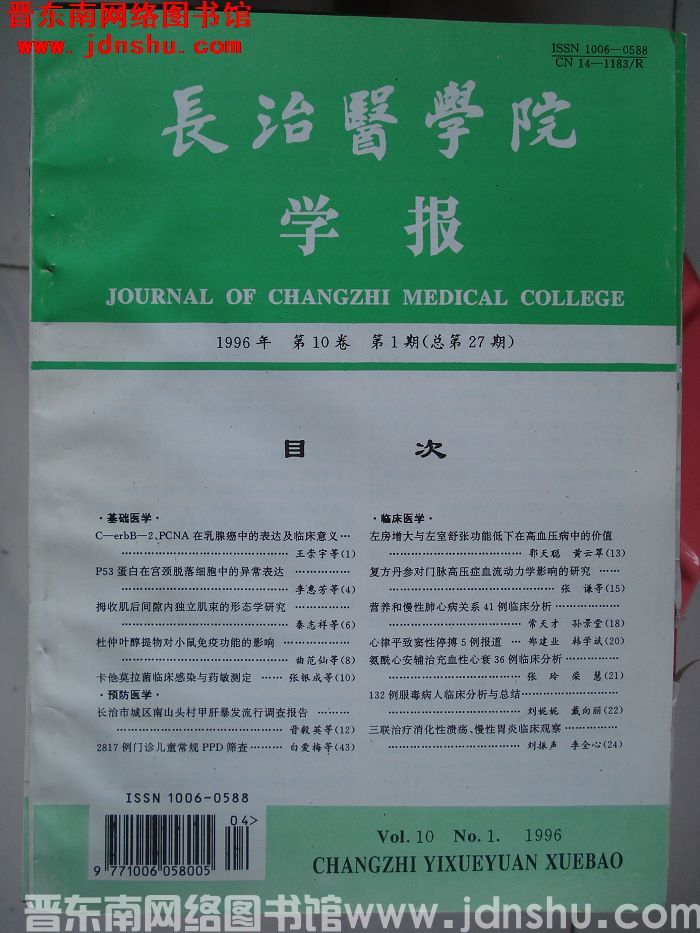 晋东南网络图书馆
www.jdnshu.com
ISSN 1006—0588
CN 14—1183/R
長治醫學院
学报
JOURNAL OF CHANGZHI MEDICAL COLLEGE
1996年 第10卷 第1期(总第27期)
目次
·基础医学·
C—erbB—2、PCNA在乳腺癌中的表达及临床意义…
王崇宇等(1)
P53蛋白在宫颈脱落细胞中的异常表达 ………
李惠芳等(4)
拇收肌后间隙内独立肌束的形态学研究 ………
秦志祥等(6)
杜仲叶醇提物对小鼠免疫功能的影响 …………
曲范仙等(8)
卡他莫拉菌临床感染与药敏测定 …… 张银成等(10)
·预防医学·
长治市城区南山头村甲肝暴发流行调查报告 ……
晋毅英等(12)
2817例门诊儿童常规PPD筛查……… 白爱梅等(43)
·临床医学·
左房增大与左室舒张功能低下在高血压病中的价值
郭天聪 黄云翠(13)
复方丹参对门脉高压症血流动力学影响的研究 ……
张谦等(15)
营养和慢性肺心病关系41例临床分析……………
常天才 孙景堂(18)
心律平致窦性停搏5例报道 …… 郑建业 韩学斌(20)
氨酰心安辅治充血性心衰36例临床分析…………
张玲 荣慧(21)
132例服毒病人临床分析与总结…………………
刘妮妮 戴向丽(22)
三联治疗消化性溃疡、慢性胃炎临床观察 …………
刘振声 李全心(24)
ISSN 1006-0588
04>
9 771006 058005
Vol. 10 No. 1. 1996
CHANGZHI YIXUEYUAN XUEBAO
晋东南网络图书馆www.jdnshu.com